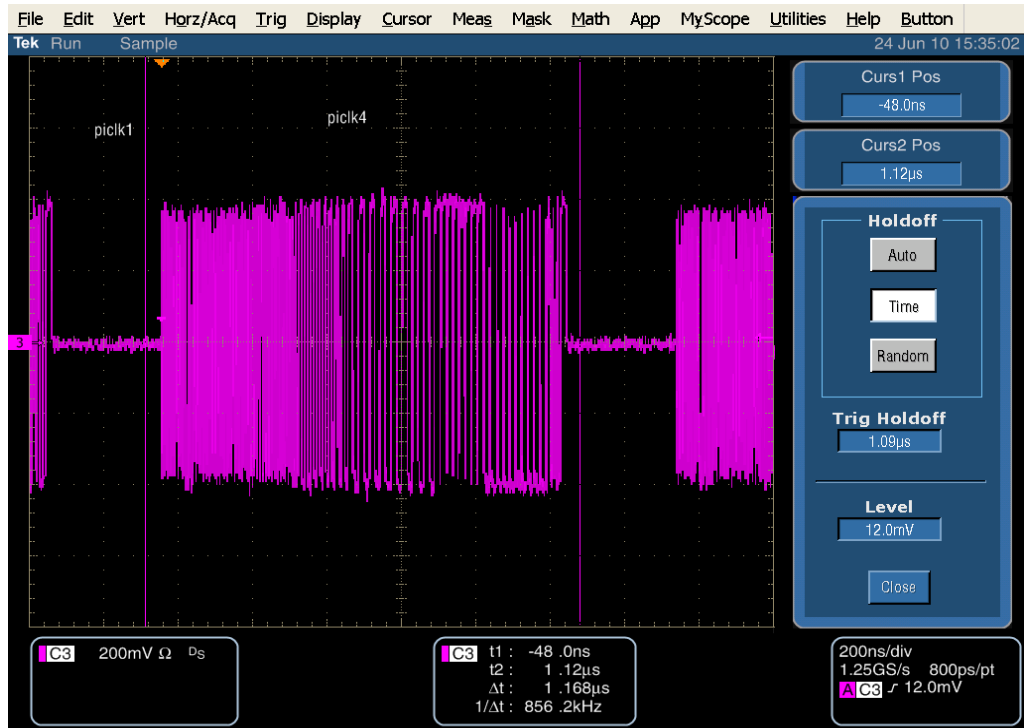 File Edit Vert Horz/Acq Trig Display Cursor Meas Mask Math App MyScope Utilities Help Button
Tek Run Sample 24 Jun 10 15:35:02
Curs1 Pos
-48.0ns
piclk1 piclk4
Curs2 Pos
1.12µs
Holdoff
Auto
Time
3
Random
Trig Holdoff
1.09µs
Level
12.0mV
Close
C3 200mV Ω Ds
C3 t1 : -48 .0ns
t2 : 1 .12µs
Δt : 1 .168µs
1/Δt : 856 .2kHz
200ns/div
1.25GS/s 800ps/pt
A C3 ƒ 12.0mV